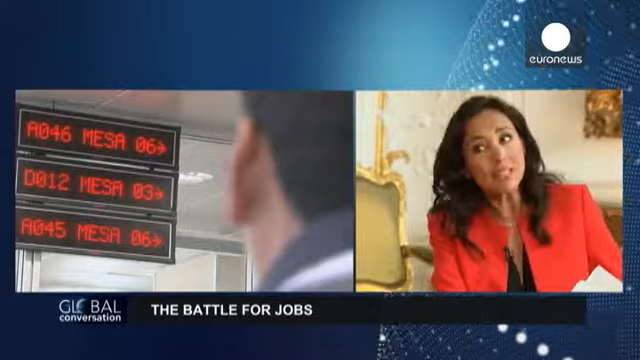 euronews
A046 MESA 06→
D012 MESA 03→
A045 MESA 06→
GLOBAL
conversation
THE BATTLE FOR JOBS